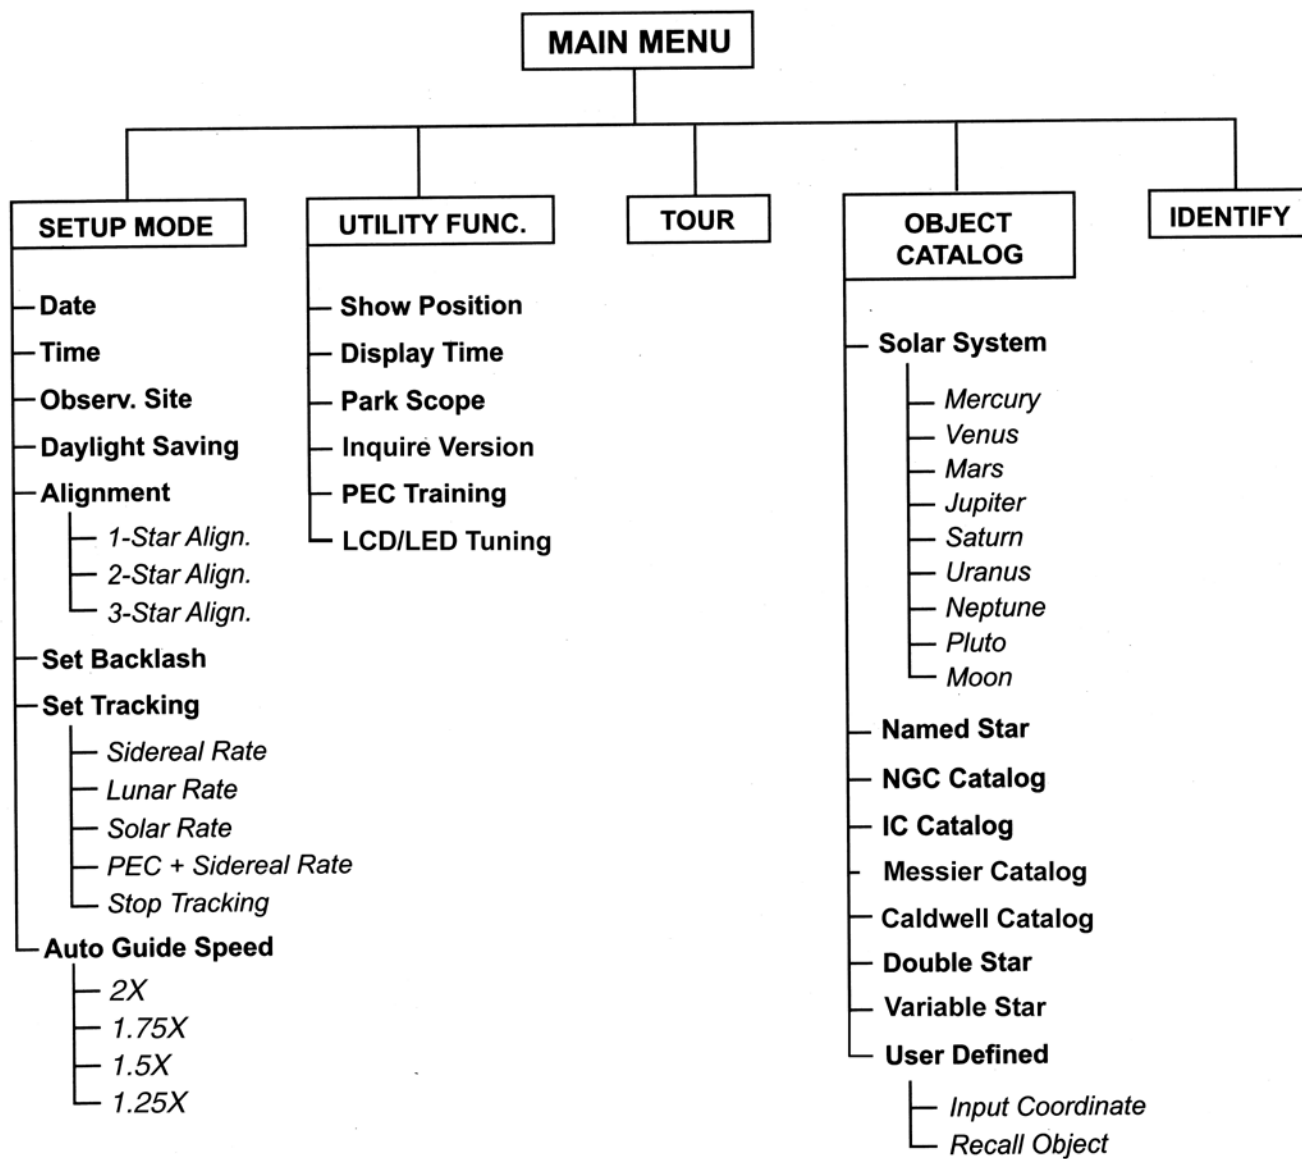 MAIN MENU
SETUP MODE
Date
Time
Observ. Site
Daylight Saving
Alignment
1-Star Align.
2-Star Align.
3-Star Align.
Set Backlash
Set Tracking
Sidereal Rate
Lunar Rate
Solar Rate
PEC + Sidereal Rate
Stop Tracking
Auto Guide Speed
2X
1.75X
1.5X
1.25X
UTILITY FUNC.
Show Position
Display Time
Park Scope
Inquire Version
PEC Training
LCD/LED Tuning
TOUR
OBJECT
CATALOG
Solar System
Mercury
Venus
Mars
Jupiter
Saturn
Uranus
Neptune
Pluto
Moon
Named Star
NGC Catalog
IC Catalog
Messier Catalog
Caldwell Catalog
Double Star
Variable Star
User Defined
Input Coordinate
Recall Object
IDENTIFY